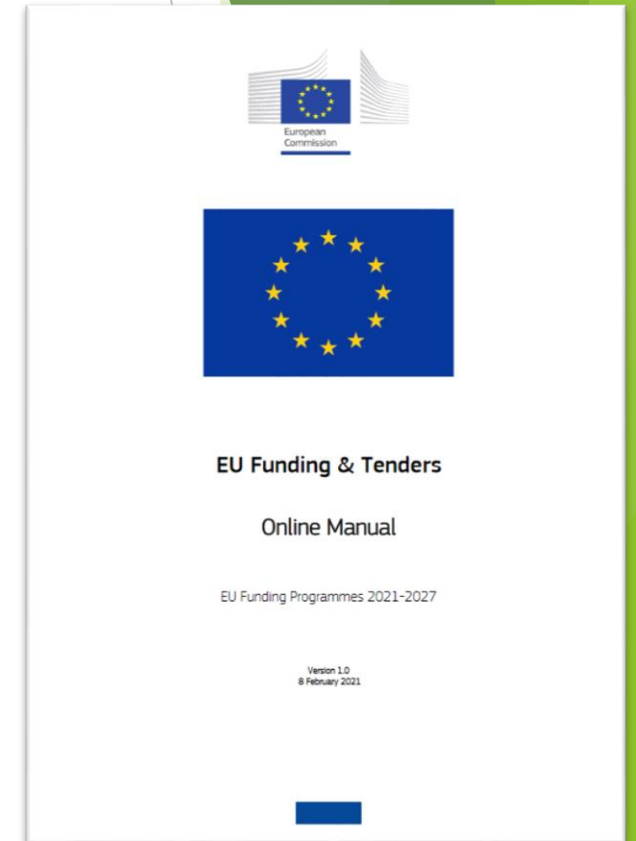 European
Commission
EU Funding & Tenders
Online Manual
EU Funding Programmes 2021-2027
Version 1.0
8 February 2021